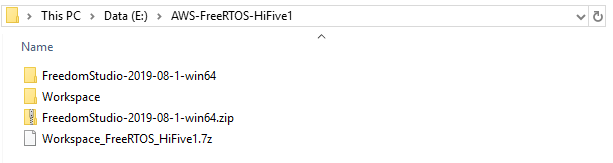 This PC > Data (E:) > AWS-FreeRTOS-HiFive1
Name
FreedomStudio-2019-08-1-win64
Workspace
FreedomStudio-2019-08-1-win64.zip
Workspace_FreeRTOS_HiFive1.7z